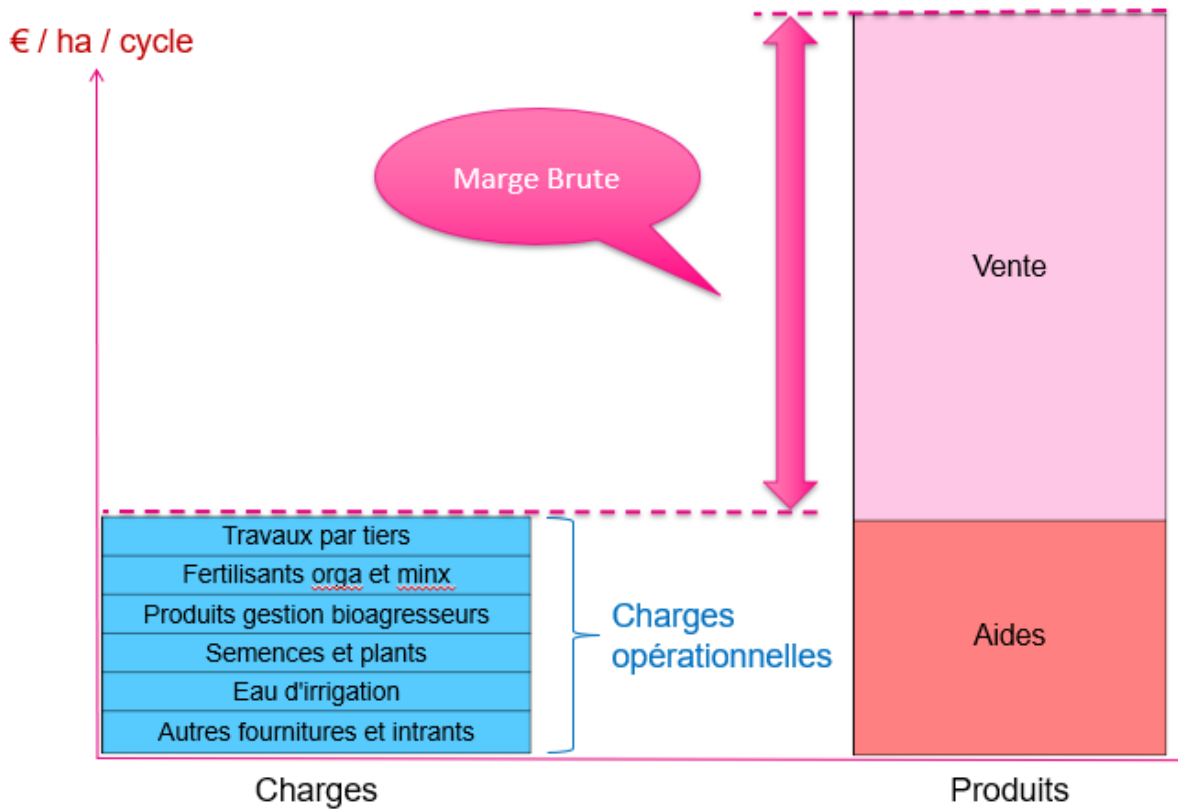 € / ha / cycle
Marge Brute
Vente
Travaux par tiers
Fertilisants orga et minx
Produits gestion bioagresseurs
Semences et plants
Eau d'irrigation
Autres fournitures et intrants
Charges
opérationnelles
Aides
Charges
Produits